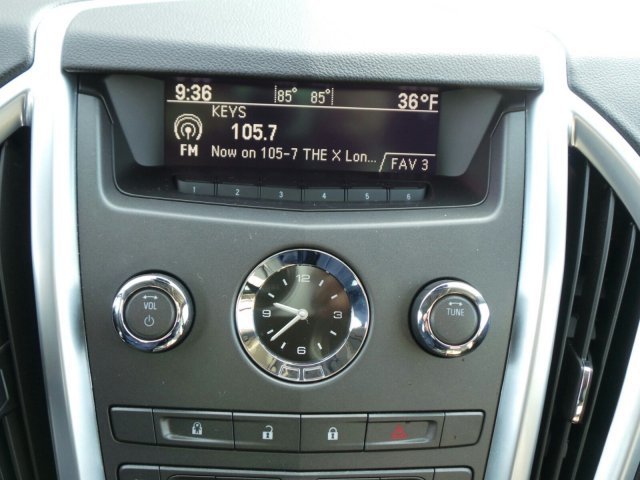 9:36 85° 85° 36°F
KEYS
105.7
FM Now on 105-7 THE X Lon... FAV 3
1 2 3 4 5 6
VOL
TUNE
12
9 3
6